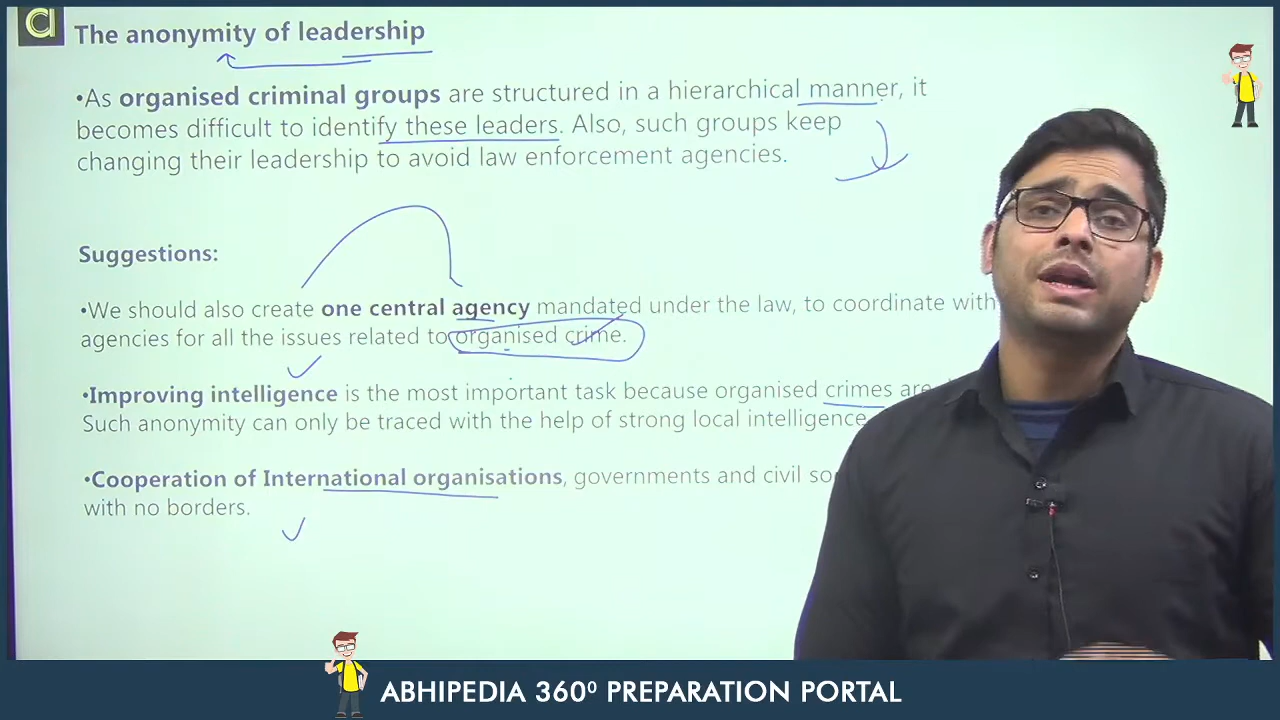 a
The anonymity of leadership
•As organised criminal groups are structured in a hierarchical manner, it
becomes difficult to identify these leaders. Also, such groups keep
changing their leadership to avoid law enforcement agencies.
Suggestions:
•We should also create one central agency mandated under the law, to coordinate with
agencies for all the issues related to organised crime.
•Improving intelligence is the most important task because organised crimes are
Such anonymity can only be traced with the help of strong local intelligence
•Cooperation of International organisations, governments and civil
with no borders.
ABHIPEDIA 360⁰ PREPARATION PORTAL